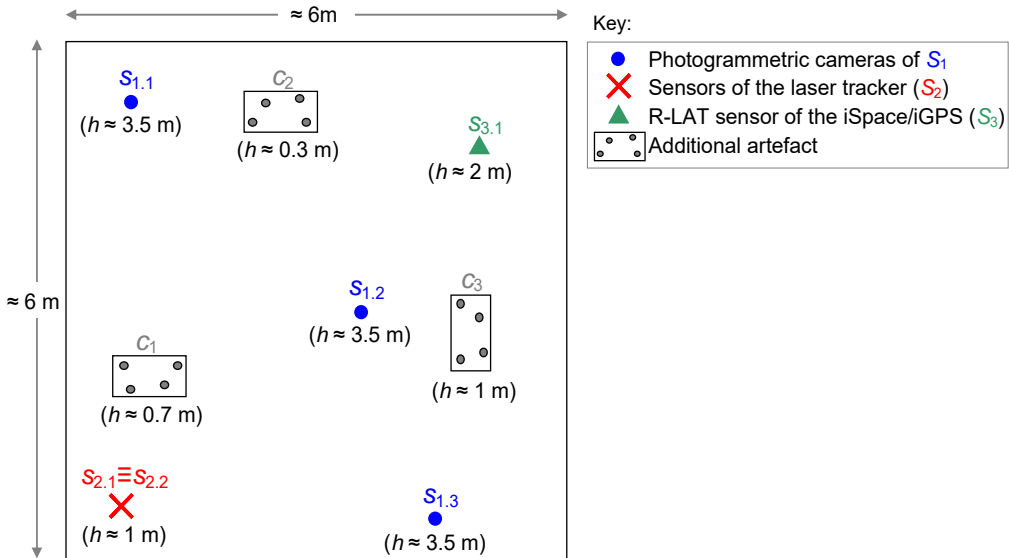 ≈ 6m
Key:
Photogrammetric cameras of S1
Sensors of the laser tracker (S2)
R-LAT sensor of the iSpace/iGPS (S3)
Additional artefact
s1.1
(h ≈ 3.5 m)
c2
(h ≈ 0.3 m)
s3.1
(h ≈ 2 m)
≈ 6 m
s1.2
(h ≈ 3.5 m)
c3
(h ≈ 1 m)
c1
(h ≈ 0.7 m)
s2.1≡s2.2
(h ≈ 1 m)
s1.3
(h ≈ 3.5 m)